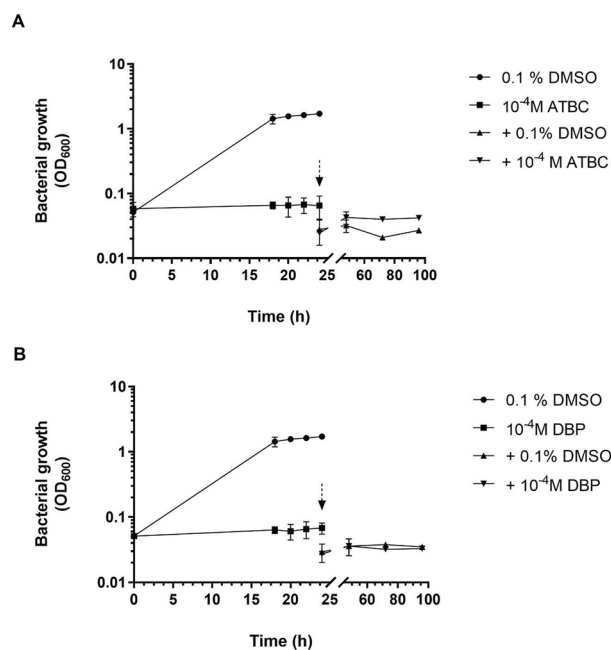 A
Bacterial growth
(OD₆₀₀)
10
1
0.1
0.01
0 5 10 15 20 25 60 80 100
Time (h)
0.1 % DMSO
10⁻⁴M ATBC
+ 0.1% DMSO
+ 10⁻⁴ M ATBC
B
Bacterial growth
(OD₆₀₀)
10
1
0.1
0.01
0 5 10 15 20 25 60 80 100
Time (h)
0.1 % DMSO
10⁻⁴M DBP
+ 0.1% DMSO
+ 10⁻⁴M DBP